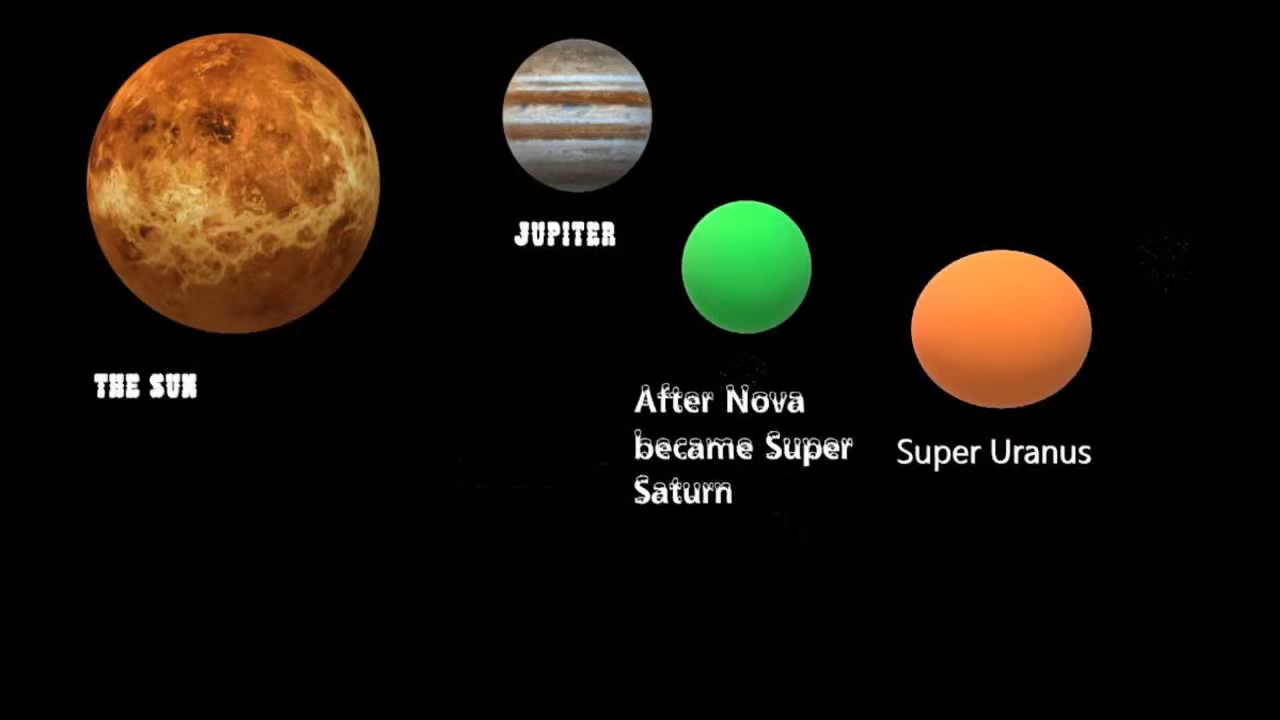 JUPITER
THE SUN
After Nova
became Super
Saturn
Super Uranus